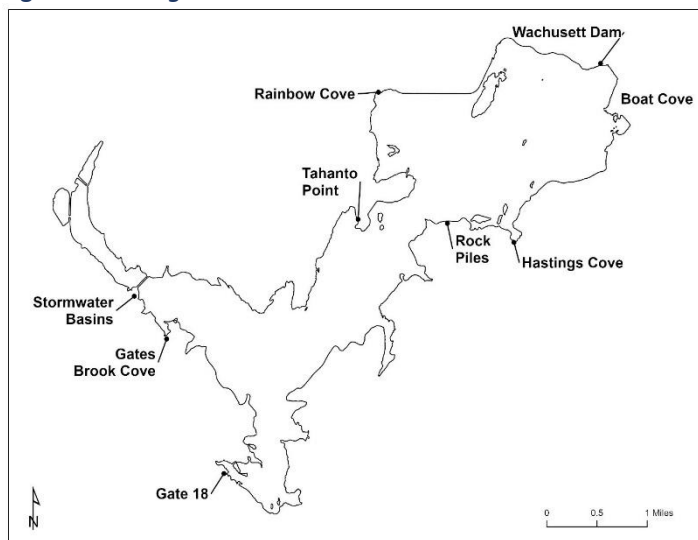 Wachusett Dam
Rainbow Cove
Boat Cove
Tahanto
Point
Rock
Piles
Hastings Cove
Stormwater
Basins
Gates
Brook Cove
Gate 18
N
0 0.5 1 Miles